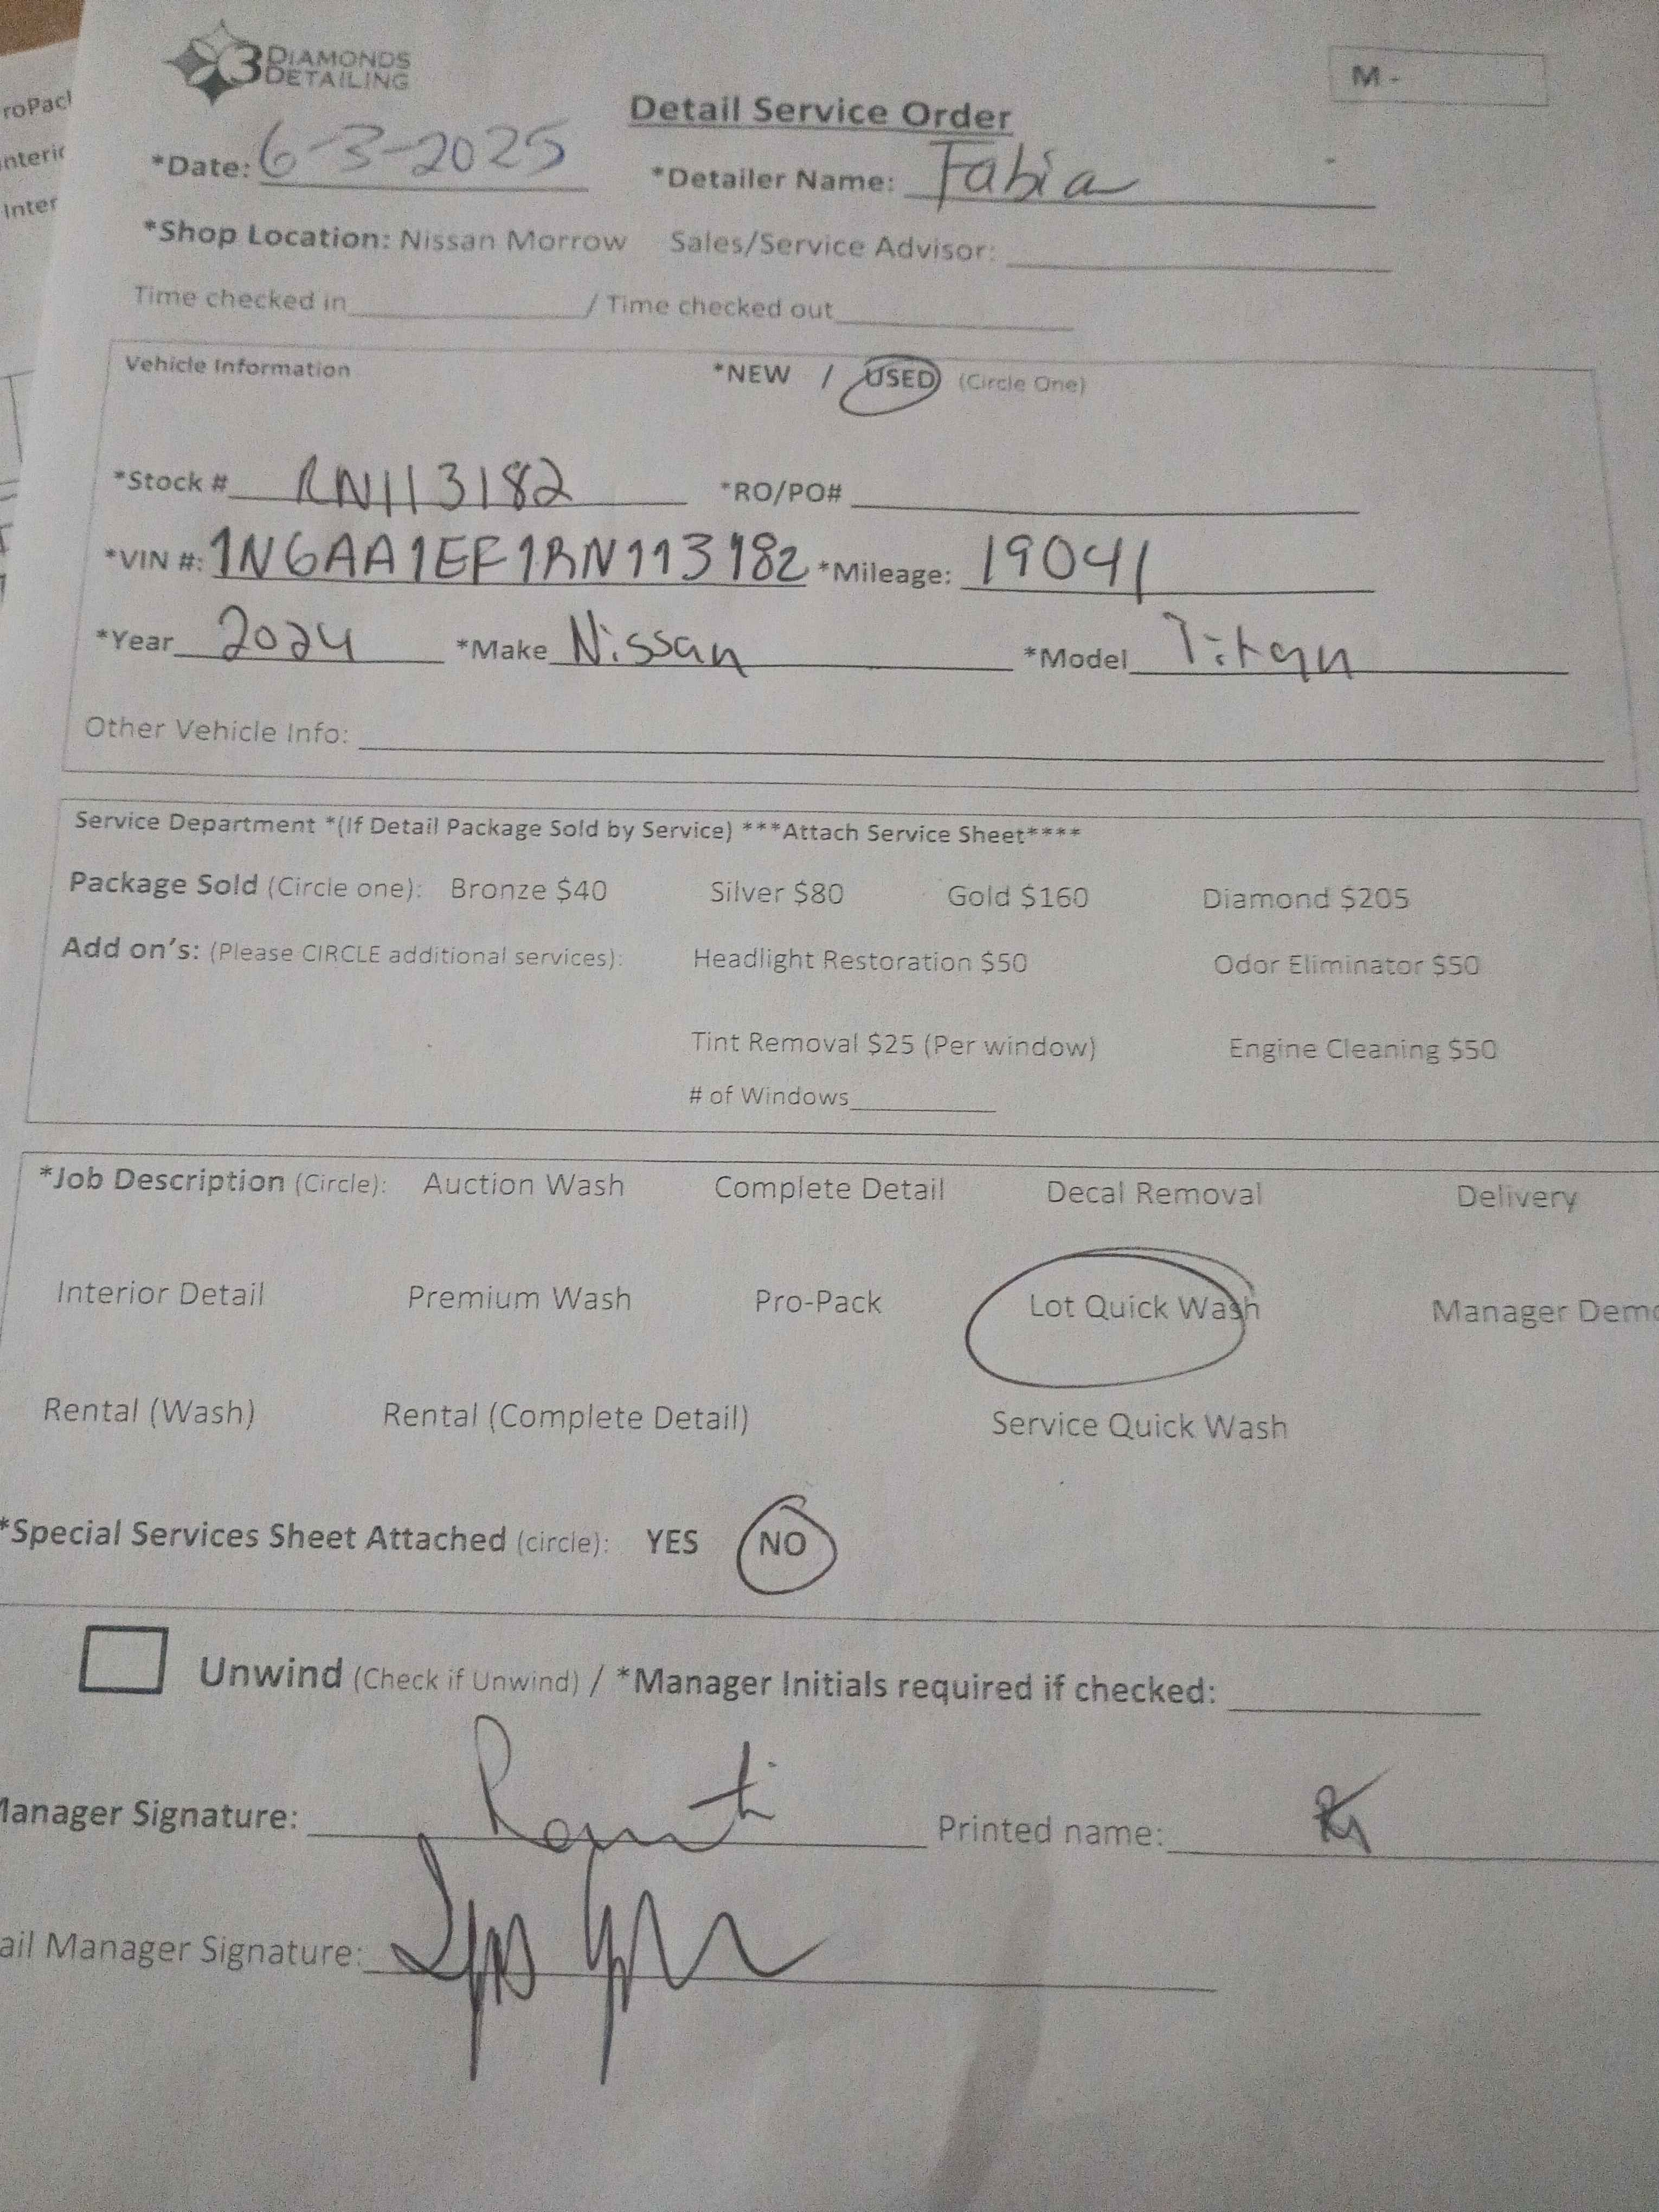 3 DIAMONDS
DETAILING
M -
Detail Service Order
*Date: 6-3-2025 *Detailer Name: Fabia
*Shop Location: Nissan Morrow Sales/Service Advisor:
Time checked in / Time checked out
Vehicle Information *NEW / USED (Circle One)
*Stock # RN113182 *RO/PO#
*VIN #: 1N6AA1EF1RN113182 *Mileage: 19041
*Year 2024 *Make Nissan *Model Titan
Other Vehicle Info:
Service Department *(If Detail Package Sold by Service) ***Attach Service Sheet****
Package Sold (Circle one): Bronze $40 Silver $80 Gold $160 Diamond $205
Add on's: (Please CIRCLE additional services): Headlight Restoration $50 Odor Eliminator $50
Tint Removal $25 (Per window) Engine Cleaning $50
# of Windows
*Job Description (Circle): Auction Wash Complete Detail Decal Removal Delivery
Interior Detail Premium Wash Pro-Pack Lot Quick Wash Manager Demo
Rental (Wash) Rental (Complete Detail) Service Quick Wash
*Special Services Sheet Attached (circle): YES NO
Unwind (Check if Unwind) / *Manager Initials required if checked:
Manager Signature: Printed name:
ail Manager Signature:
roPac
nteri
Inter